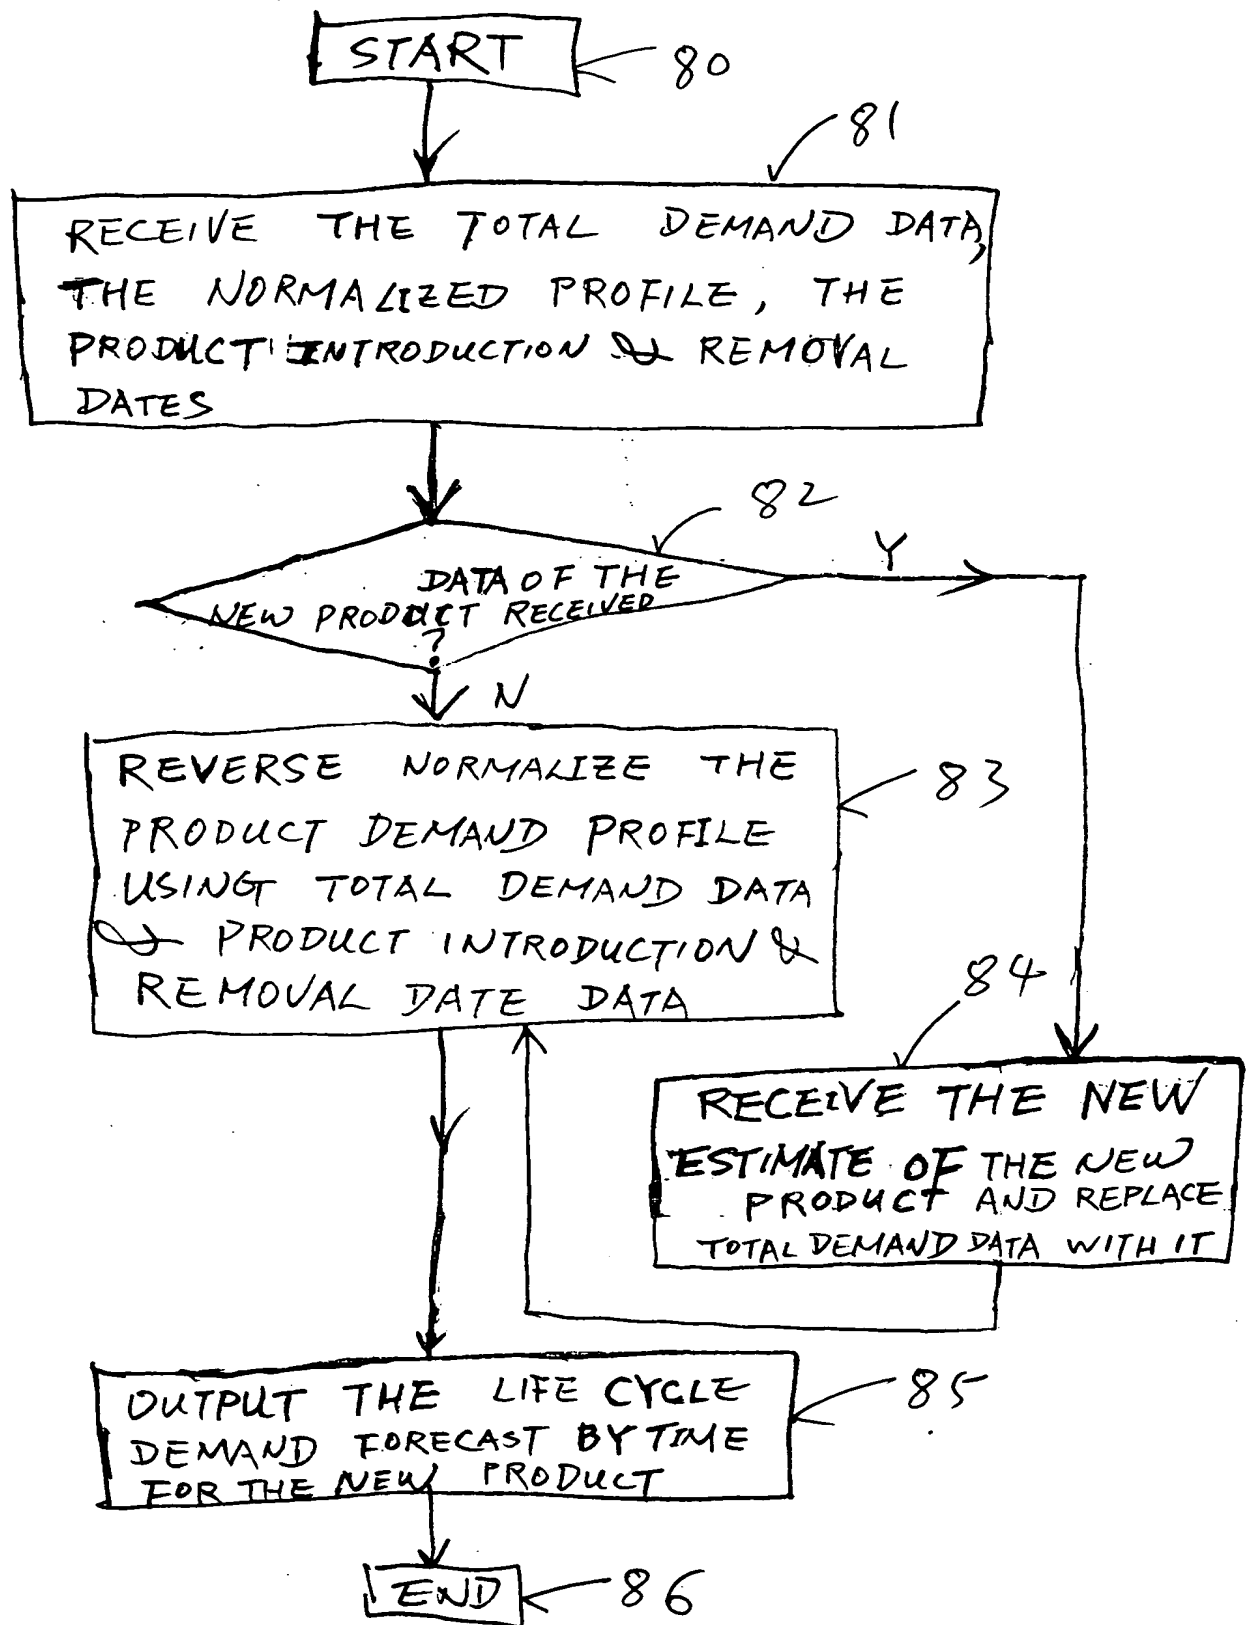 START
80
81
RECEIVE THE TOTAL DEMAND DATA,
THE NORMALIZED PROFILE, THE
PRODUCT INTRODUCTION & REMOVAL
DATES
82
Y
DATA OF THE
NEW PRODUCT RECEIVED
?
N
REVERSE NORMALIZE THE
PRODUCT DEMAND PROFILE
USING TOTAL DEMAND DATA
& PRODUCT INTRODUCTION &
REMOVAL DATE DATA
83
84
RECEIVE THE NEW
ESTIMATE OF THE NEW
PRODUCT AND REPLACE
TOTAL DEMAND DATA WITH IT
OUTPUT THE LIFE CYCLE
DEMAND FORECAST BY TIME
FOR THE NEW PRODUCT
85
END
86